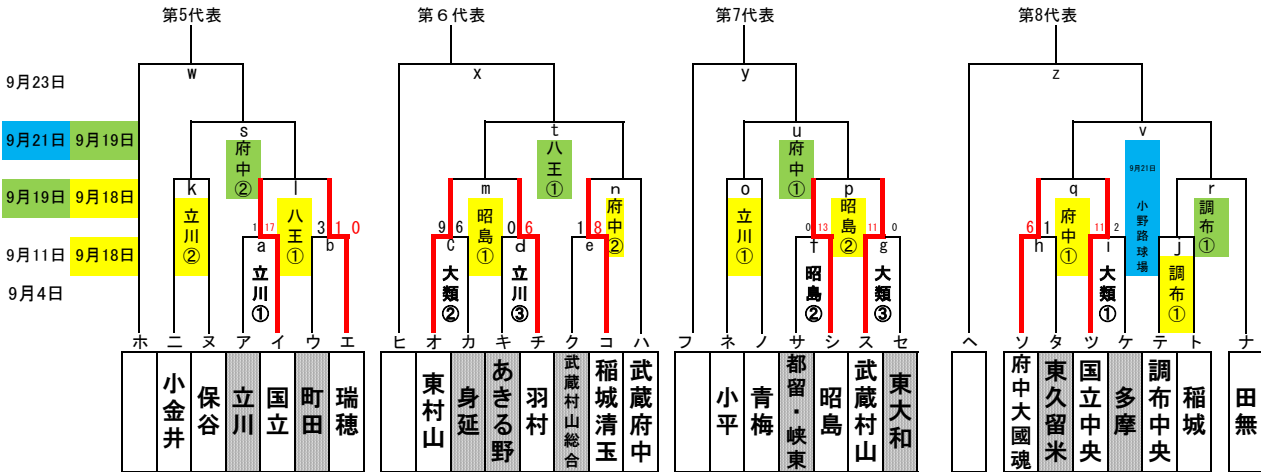 第5代表 第６代表 第7代表 第8代表
w x y z
9月23日
9月21日 9月19日
s t u v
府中② 八王① 府中① 9月21日 小野路球場
9月19日 9月18日
k l m n o p q r
立川② 八王① 昭島① 府中② 立川① 昭島② 府中① 調布①
1 17 3 10 9 6 0 6 1 8 0 13 11 0 6 1 11 2
9月11日 9月18日
a b c d e f g h i j
立川① 大類② 立川③ 昭島② 大類③ 大類① 調布①
9月4日
ホ ニ ヌ ア イ ウ エ ヒ オ カ キ チ ク コ ハ フ ネ ノ サ シ ス セ ヘ ソ タ ツ ケ テ ト ナ
小金井 保谷 立川 国立 町田 瑞穂 東村山 身延 あきる野 羽村 武蔵村山総合 稲城清玉 武蔵府中 小平 青梅 都留・峡東 昭島 武蔵村山 東大和 府中大國魂 東久留米 国立中央 多摩 調布中央 稲城 田無